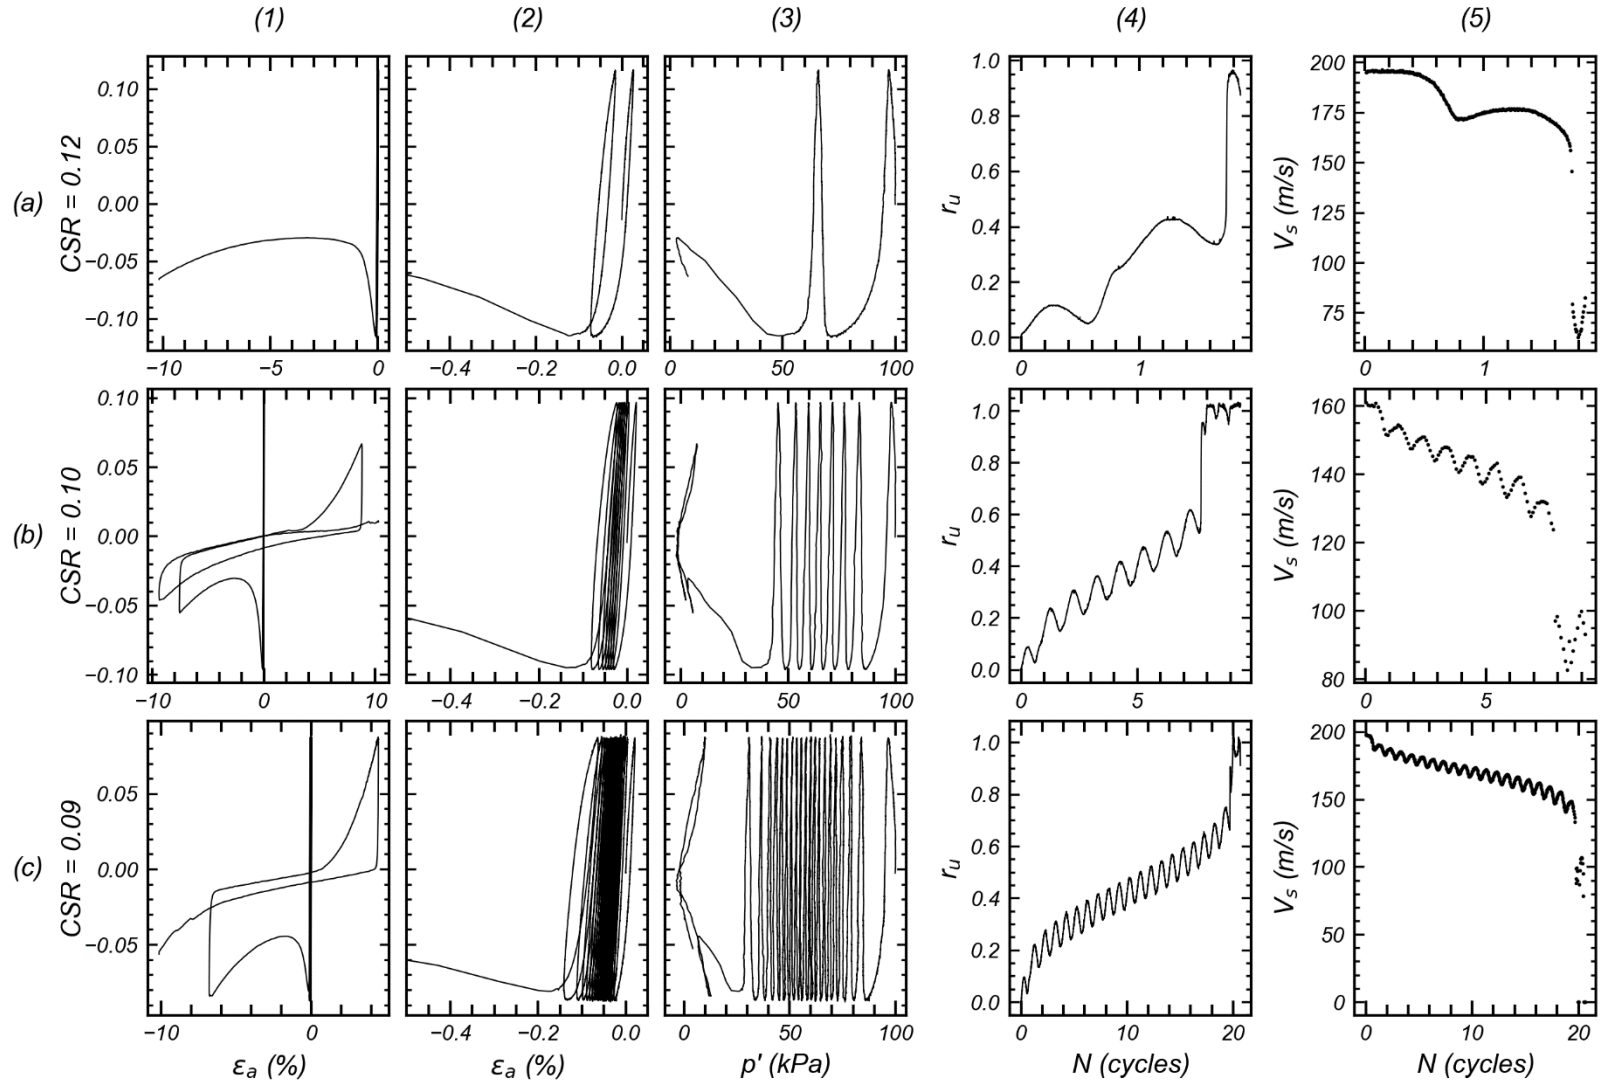 (1) (2) (3) (4) (5)
(a)
CSR = 0.12
0.10
0.05
0.00
−0.05
−0.10
−10 −5 0
−0.4 −0.2 0.0
0 50 100
r_u
1.0
0.8
0.6
0.4
0.2
0.0
0 1
V_s (m/s)
200
175
150
125
100
75
0 1
(b)
CSR = 0.10
0.10
0.05
0.00
−0.05
−0.10
−10 0 10
−0.4 −0.2 0.0
0 50 100
r_u
1.0
0.8
0.6
0.4
0.2
0.0
0 5
V_s (m/s)
160
140
120
100
80
0 5
(c)
CSR = 0.09
0.05
0.00
−0.05
−10 0
ε_a (%)
−0.4 −0.2 0.0
ε_a (%)
0 50 100
p' (kPa)
r_u
1.0
0.8
0.6
0.4
0.2
0.0
0 10 20
N (cycles)
V_s (m/s)
200
150
100
50
0
0 10 20
N (cycles)